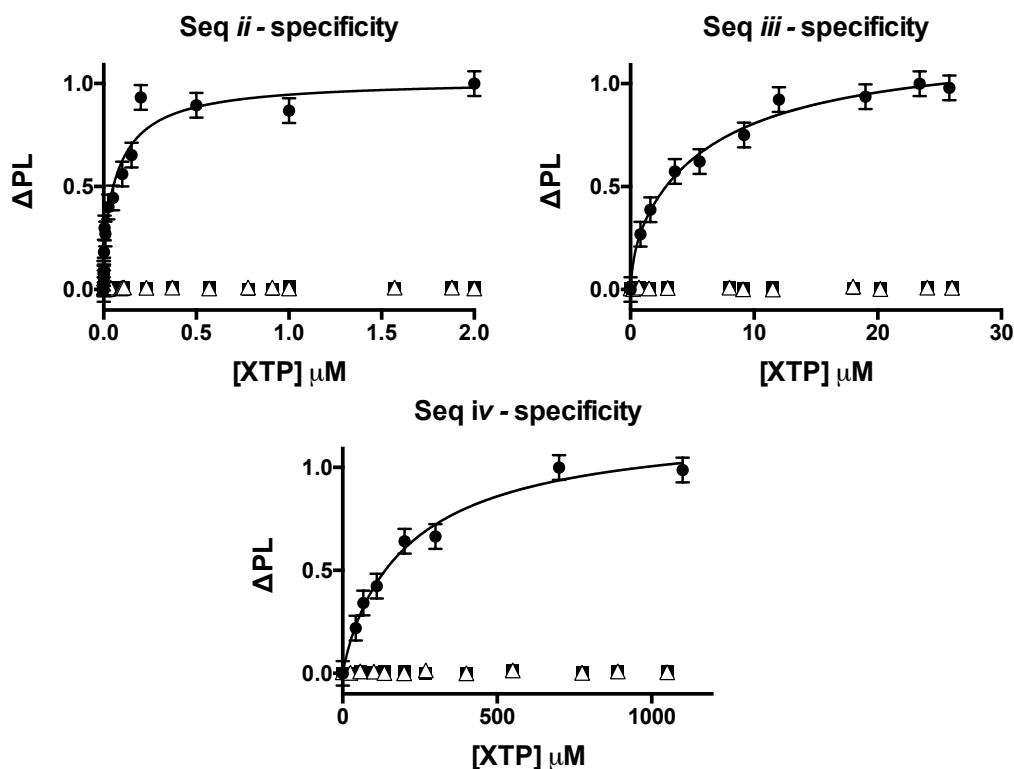 Seq ii - specificity
ΔPL
1.0
0.5
0.0
0.0
0.5
1.0
1.5
2.0
[XTP] μM
Seq iii - specificity
ΔPL
1.0
0.5
0.0
0
10
20
30
[XTP] μM
Seq iv - specificity
ΔPL
1.0
0.5
0.0
0
500
1000
[XTP] μM